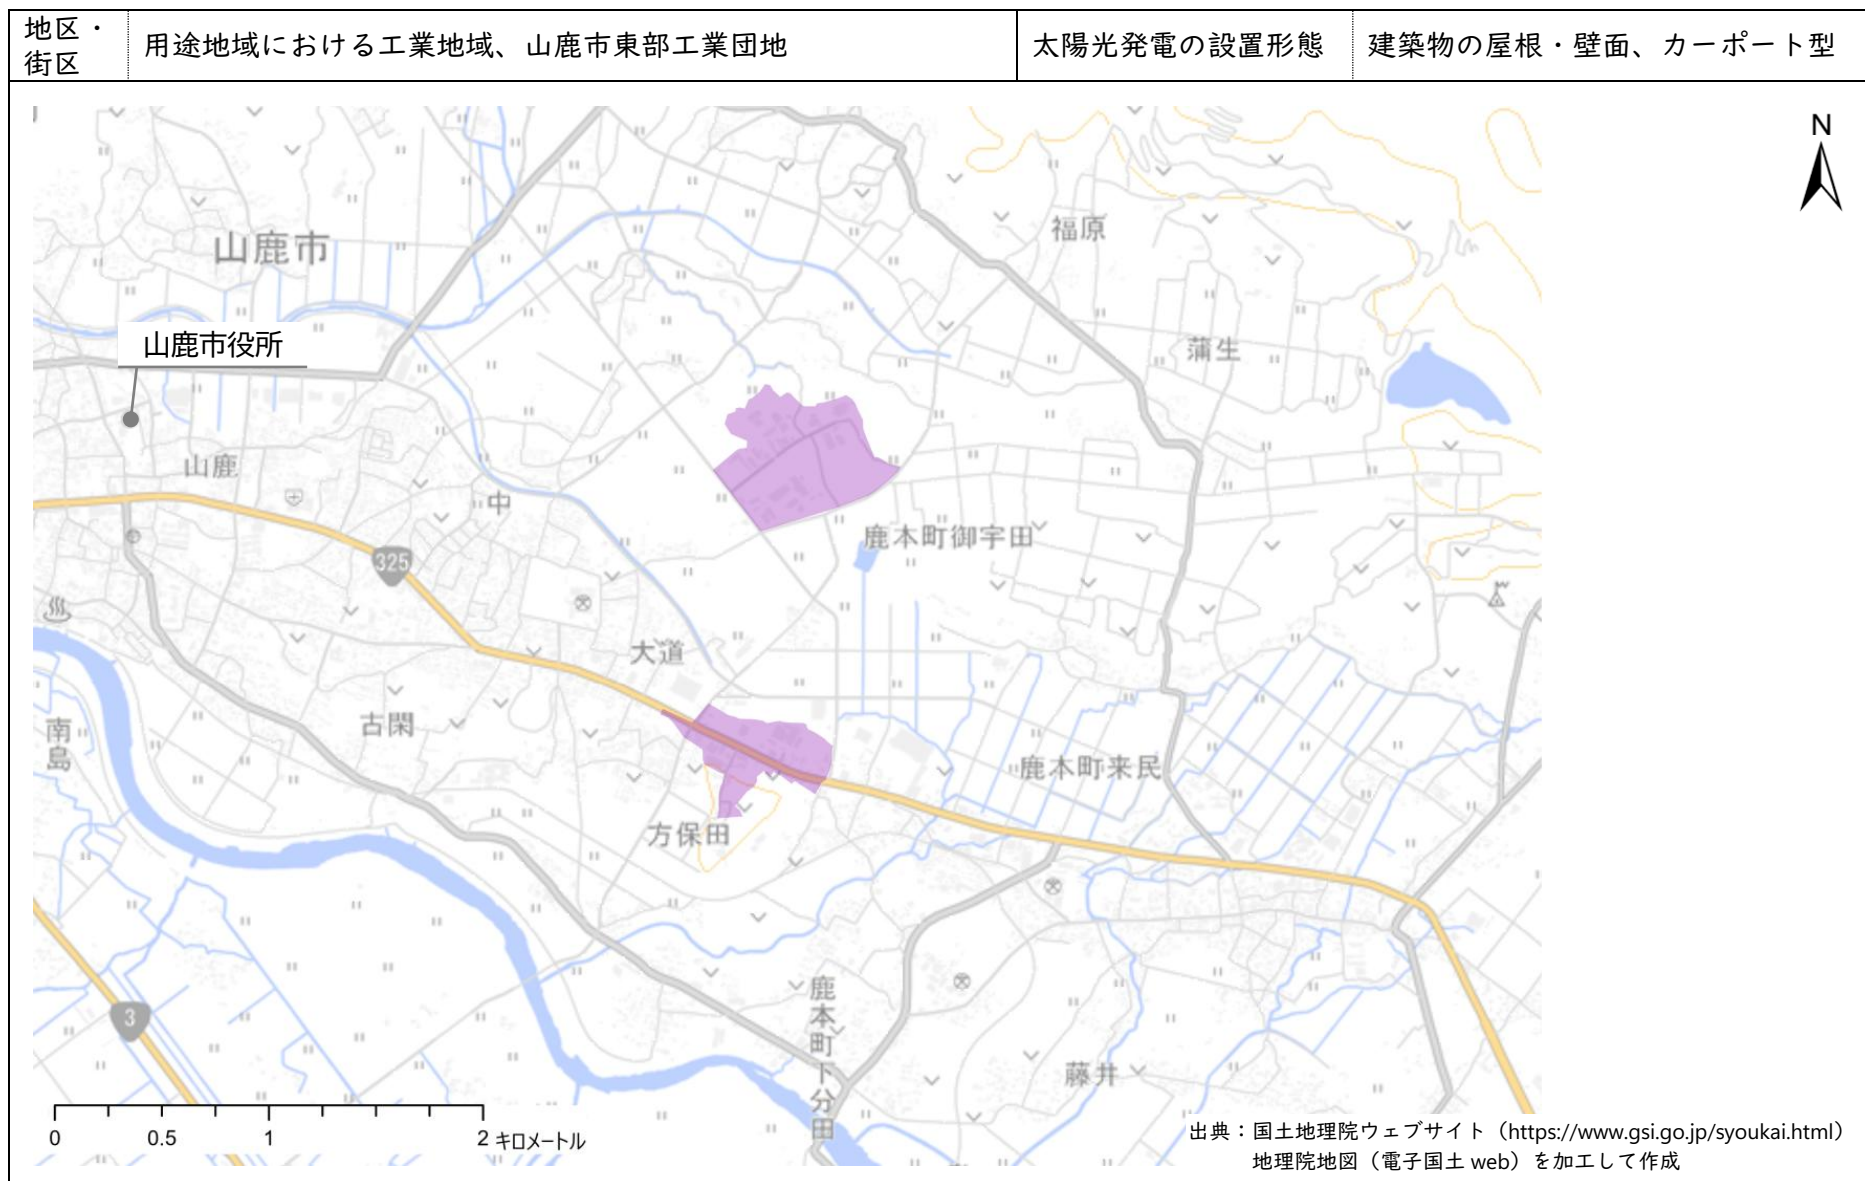 地区・
街区
用途地域における工業地域、山鹿市東部工業団地
太陽光発電の設置形態
建築物の屋根・壁面、カーポート型
N
福原
山鹿市
山鹿市役所
蒲生
山鹿
中
鹿本町御宇田
325
大道
古閑
南島
鹿本町来民
方保田
鹿本町下分田
3
藤井
0 0.5 1 2 キロメートル
出典：国土地理院ウェブサイト（https://www.gsi.go.jp/syoukai.html）
地理院地図（電子国土 web）を加工して作成